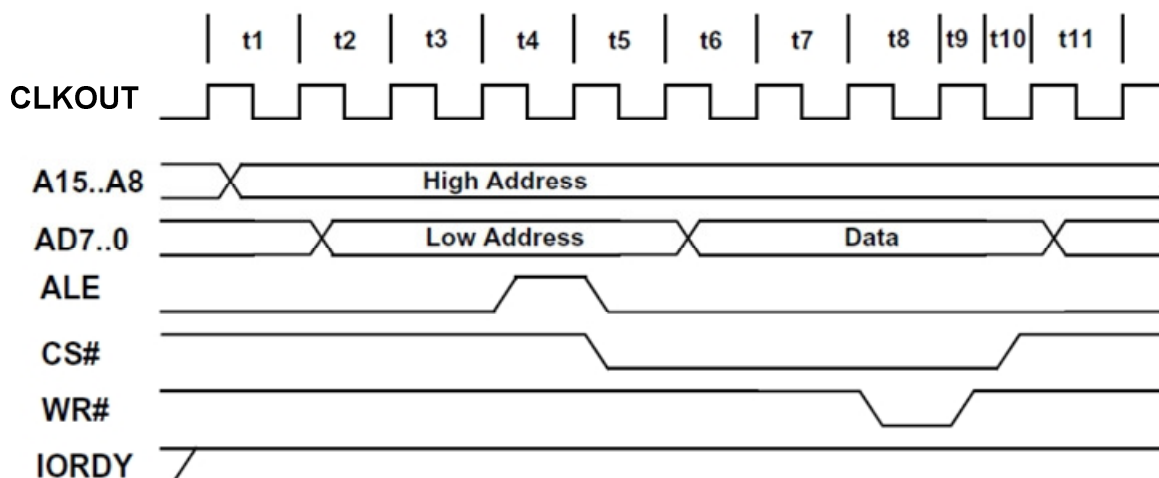 t1 t2 t3 t4 t5 t6 t7 t8 t9 t10 t11
CLKOUT
A15..A8 High Address
AD7..0 Low Address Data
ALE
CS#
WR#
IORDY